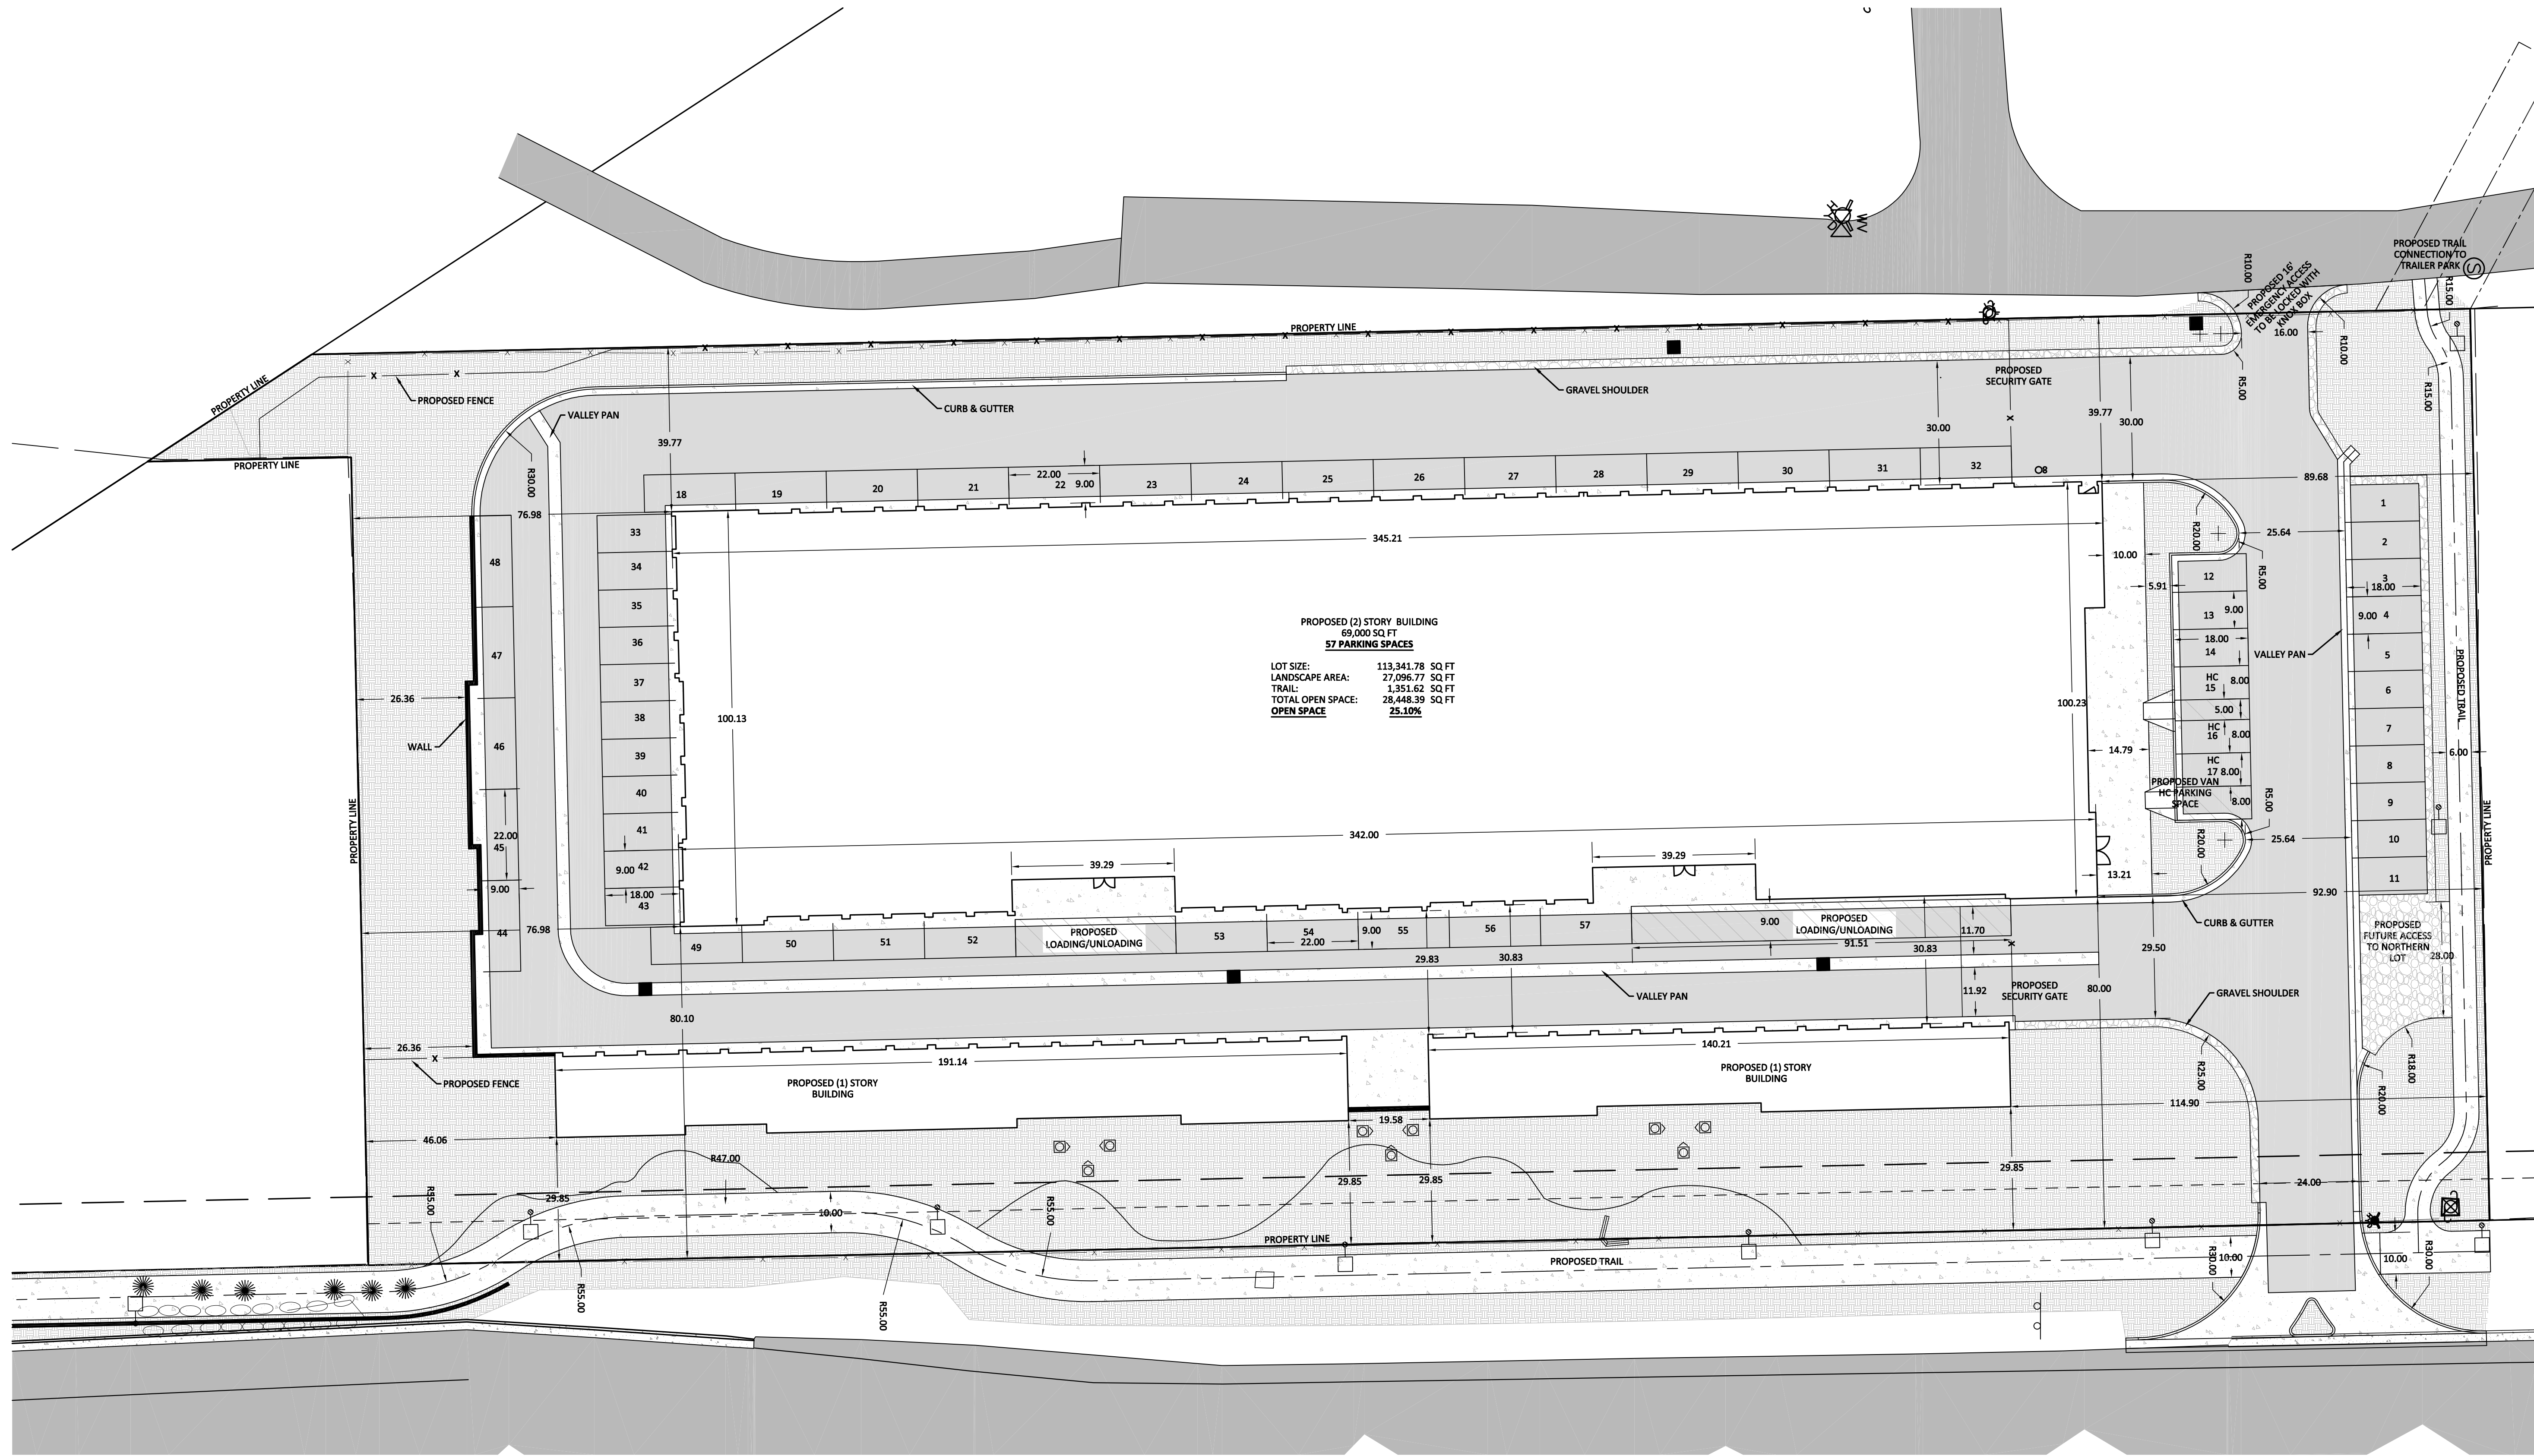 PROPOSED TRAIL
CONNECTION TO
TRAILER PARK
S
HYD
WV
R10.00
PROPOSED 16'
EMERGENCY ACCESS
TO BE LOCKED WITH
KNOX BOX
16.00
R15.00
R10.00
R5.00
R15.00
PROPERTY LINE
PROPERTY LINE
PROPERTY LINE
PROPOSED FENCE
VALLEY PAN
CURB & GUTTER
GRAVEL SHOULDER
PROPOSED
SECURITY GATE
39.77
39.77
30.00
30.00
R30.00
22.00
9.00
18
19
20
21
22
23
24
25
26
27
28
29
30
31
32
89.68
76.98
345.21
10.00
R20.00
25.64
R5.00
5.91
33
34
35
36
37
38
39
40
41
42
9.00
18.00
43
48
47
46
22.00
45
9.00
44
26.36
WALL
PROPERTY LINE
100.13
PROPOSED (2) STORY BUILDING
69,000 SQ FT
57 PARKING SPACES
LOT SIZE: 113,341.78 SQ FT
LANDSCAPE AREA: 27,096.77 SQ FT
TRAIL: 1,351.62 SQ FT
TOTAL OPEN SPACE: 28,448.39 SQ FT
OPEN SPACE 25.10%
100.23
14.79
12
13
9.00
18.00
14
HC
15
8.00
5.00
HC
16
8.00
HC
17
8.00
PROPOSED VAN
HC PARKING
SPACE
8.00
R5.00
R20.00
25.64
13.21
92.90
1
2
3
18.00
9.00
4
5
6
7
8
9
10
11
VALLEY PAN
PROPOSED TRAIL
6.00
PROPERTY LINE
342.00
39.29
39.29
76.98
49
50
51
52
PROPOSED
LOADING/UNLOADING
53
54
22.00
9.00
55
56
57
9.00
PROPOSED
LOADING/UNLOADING
91.51
11.70
30.83
29.83
30.83
11.92
PROPOSED
SECURITY GATE
80.00
29.50
CURB & GUTTER
PROPOSED
FUTURE ACCESS
TO NORTHERN
LOT
28.00
GRAVEL SHOULDER
VALLEY PAN
80.10
26.36
PROPOSED FENCE
191.14
140.21
PROPOSED (1) STORY
BUILDING
PROPOSED (1) STORY
BUILDING
R25.00
R18.00
R20.00
114.90
19.58
46.06
R47.00
29.85
29.85
29.85
29.85
24.00
R55.00
10.00
R55.00
PROPERTY LINE
PROPOSED TRAIL
R30.00
10.00
10.00
R30.00
R55.00
R55.00